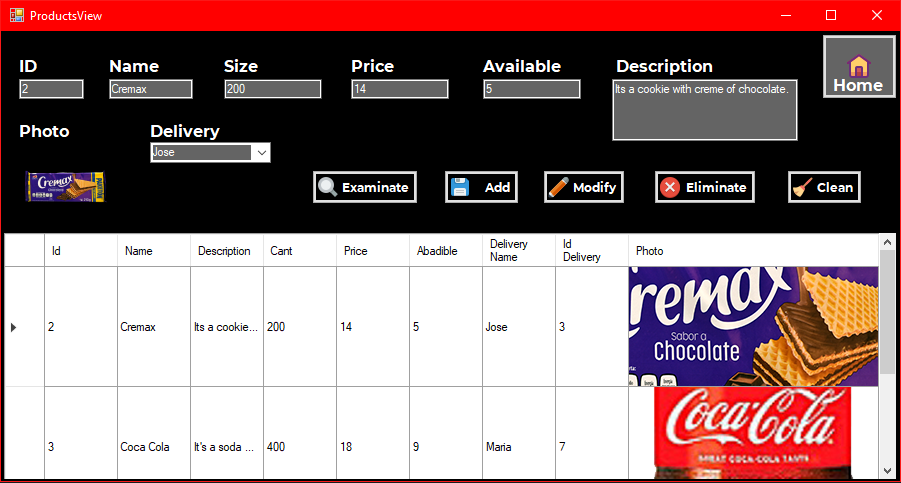 ProductsView
ID Name Size Price Available Description
2 Cremax 200 14 5 Its a cookie with creme of chocolate.
Home
Photo Delivery
Jose
Cremax
Examinate Add Modify Eliminate Clean
Id Name Description Cant Price Abadible Delivery Name Id Delivery Photo
2 Cremax Its a cookie... 200 14 5 Jose 3
remax
Sabor a
Chocolate
3 Coca Cola It's a soda ... 400 18 9 Maria 7
Coca-Cola